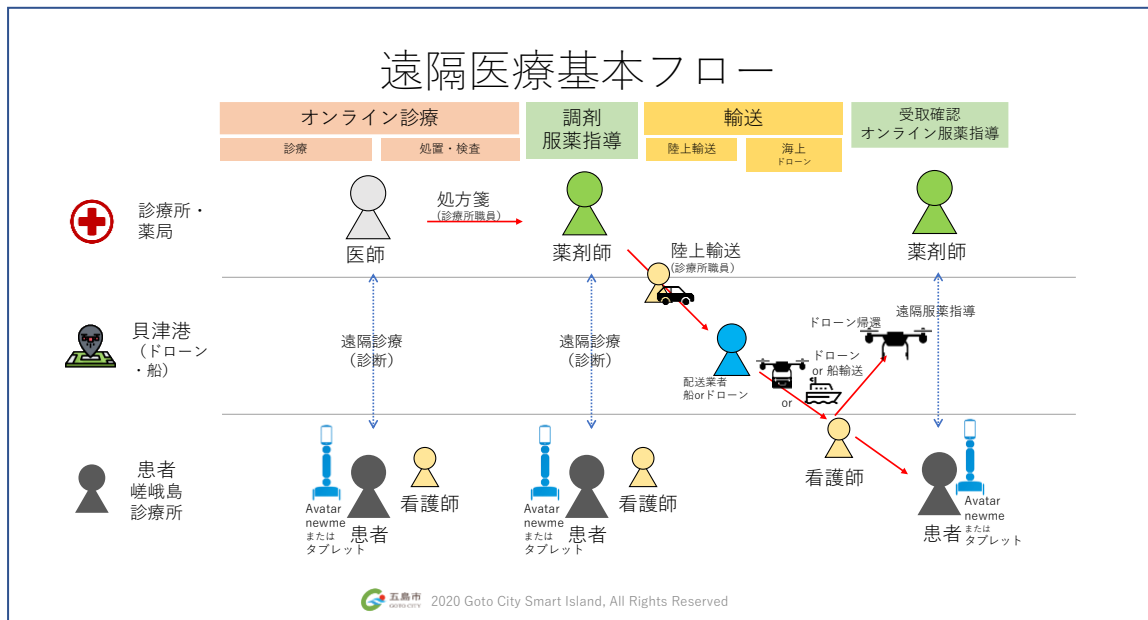 遠隔医療基本フロー
オンライン診療
診療
処置・検査
調剤
服薬指導
輸送
陸上輸送
海上
ドローン
受取確認
オンライン服薬指導
診療所・
薬局
医師
処方箋
(診療所職員)
薬剤師
陸上輸送
(診療所職員)
薬剤師
貝津港
（ドローン
・船）
遠隔診療
（診断）
遠隔診療
（診断）
配送業者
船orドローン
or
ドローン
or 船輸送
ドローン帰還
遠隔服薬指導
患者
嵯峨島
診療所
Avatar
newme
または
タブレット
患者
看護師
Avatar
newme
または
タブレット
患者
看護師
看護師
患者
Avatar
newme
または
タブレット
五島市
GOTO CITY
2020 Goto City Smart Island, All Rights Reserved